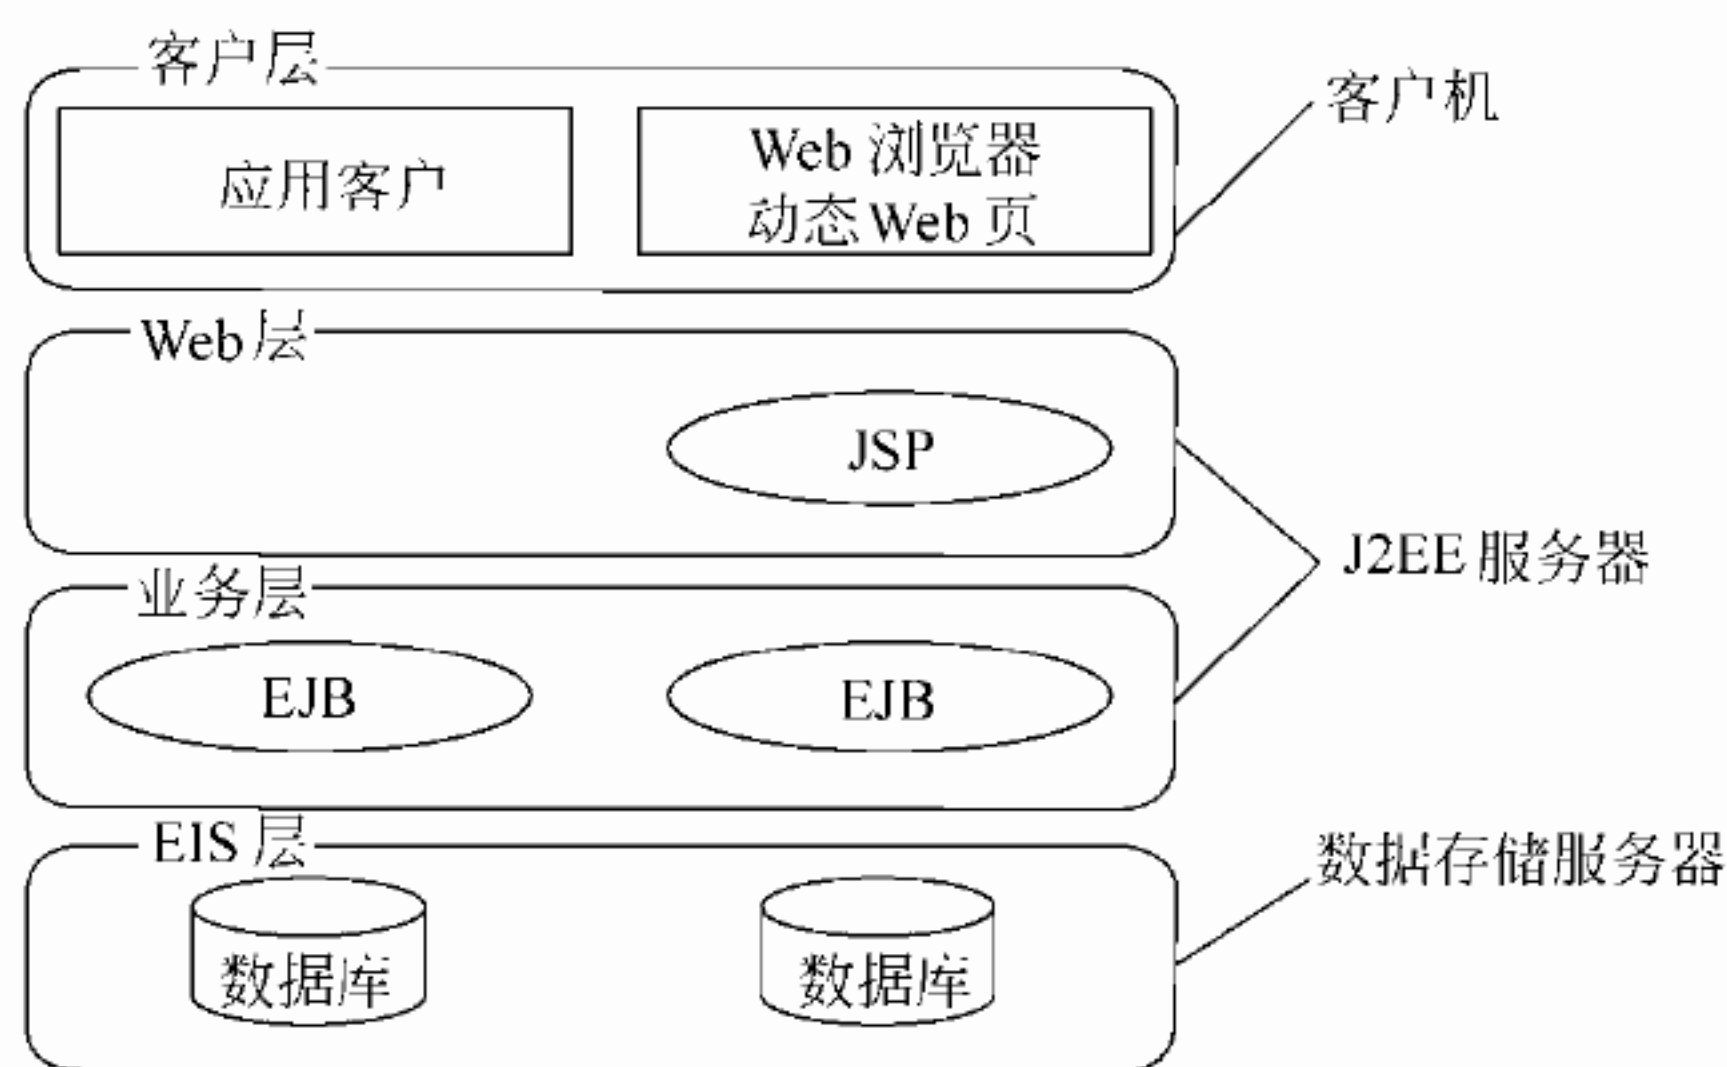 客户层
客户机
应用客户
Web 浏览器
动态 Web 页
Web 层
JSP
J2EE 服务器
业务层
EJB
EJB
EIS 层
数据存储服务器
数据库
数据库